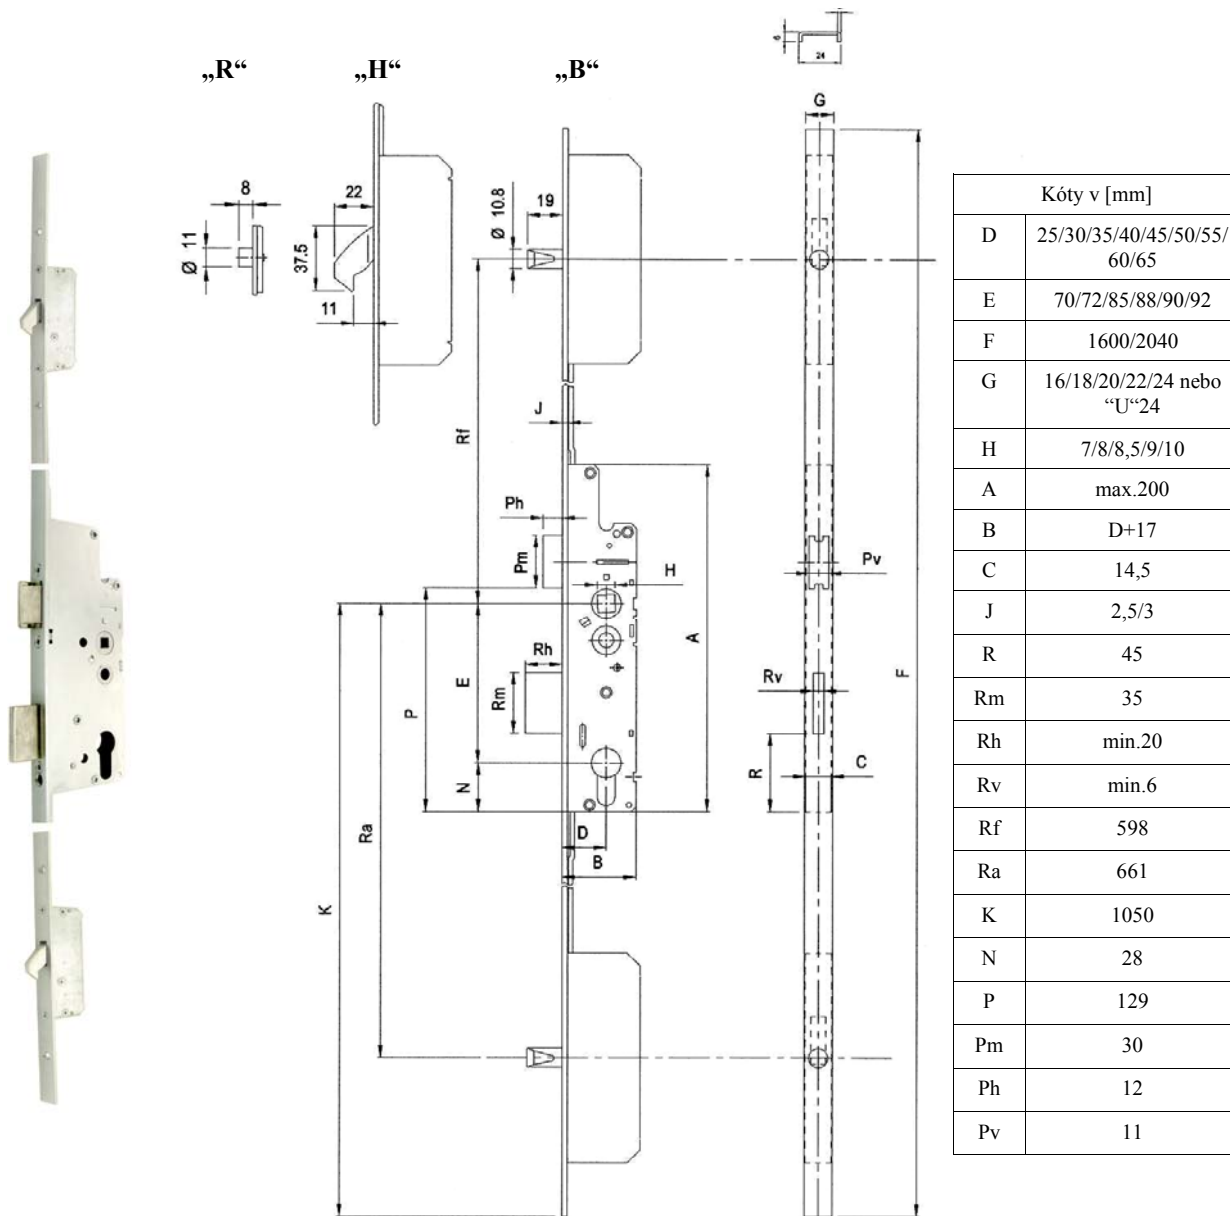 „R“ „H“ „B“
6
24
G
8
Ø 11
22
37.5
11
19
Ø 10.8
J
Rf
Ph
Pm
H
Pv
A
Rh
E
Rm
P
Rv
F
N
R
C
D
B
Ra
K
Kóty v [mm]
D 25/30/35/40/45/50/55/
60/65
E 70/72/85/88/90/92
F 1600/2040
G 16/18/20/22/24 nebo
“U“24
H 7/8/8,5/9/10
A max.200
B D+17
C 14,5
J 2,5/3
R 45
Rm 35
Rh min.20
Rv min.6
Rf 598
Ra 661
K 1050
N 28
P 129
Pm 30
Ph 12
Pv 11